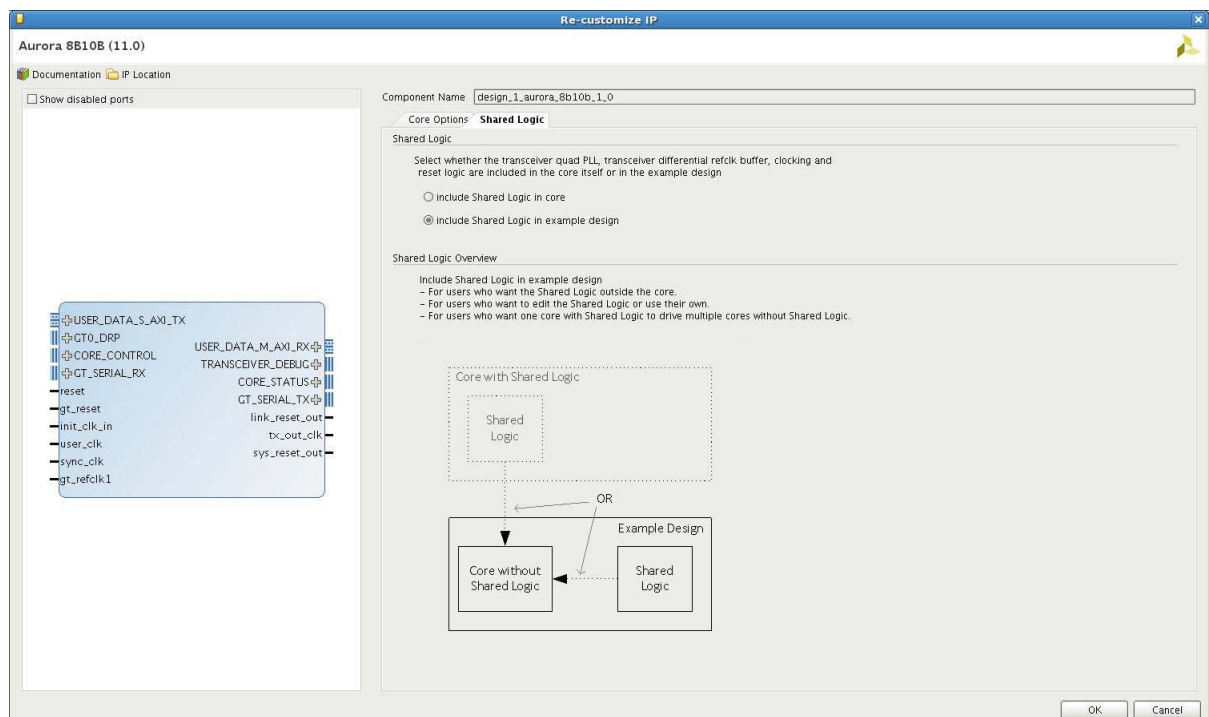 Re-customize IP
Aurora 8B10B (11.0)
Documentation IP Location
Show disabled ports
USER_DATA_S_AXI_TX
GT0_DRP
CORE_CONTROL
GT_SERIAL_RX
reset
gt_reset
init_clk_in
user_clk
sync_clk
gt_refclk1
USER_DATA_M_AXI_RX
TRANSCEIVER_DEBUG
CORE_STATUS
GT_SERIAL_TX
link_reset_out
tx_out_clk
sys_reset_out
Component Name design_1_aurora_8b10b_1_0
Core Options Shared Logic
Shared Logic
Select whether the transceiver quad PLL, transceiver differential refclk buffer, clocking and
reset logic are included in the core itself or in the example design
include Shared Logic in core
include Shared Logic in example design
Shared Logic Overview
Include Shared Logic in example design
- For users who want the Shared Logic outside the core.
- For users who want to edit the Shared Logic or use their own.
- For users who want one core with Shared Logic to drive multiple cores without Shared Logic.
Core with Shared Logic
Shared
Logic
OR
Example Design
Core without
Shared Logic
Shared
Logic
OK Cancel